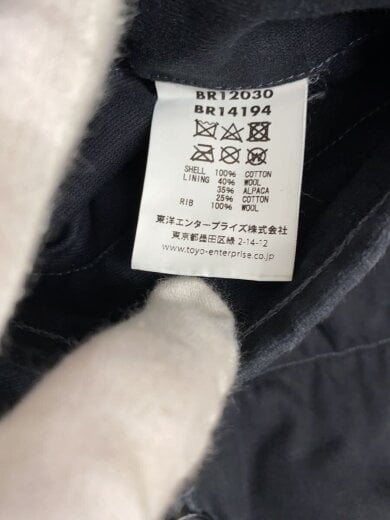 BR12030
BR14194
SHELL 100% COTTON
LINING 40% WOOL
35% ALPACA
25% COTTON
RIB 100% WOOL
東洋エンタープライズ株式会社
東京都墨田区緑 2-14-12
www.toyo-enterprise.co.jp